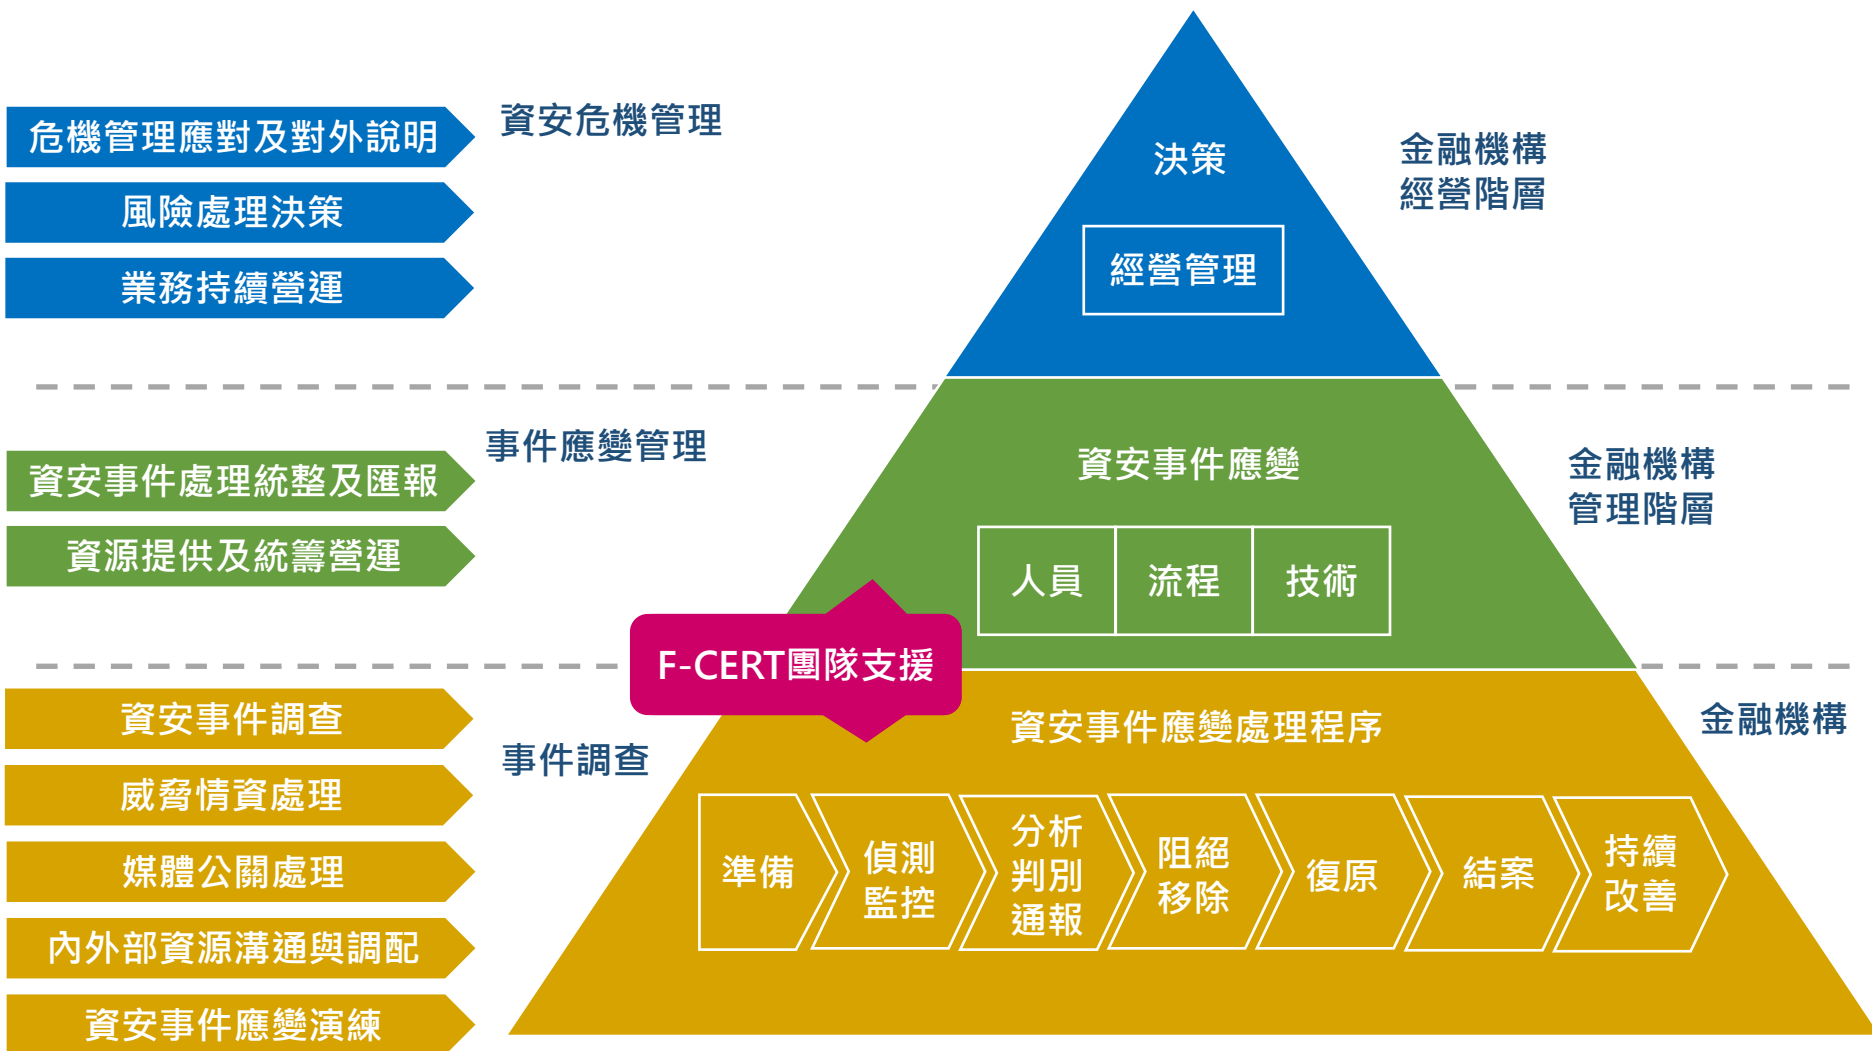 資安危機管理
危機管理應對及對外說明
風險處理決策
業務持續營運
決策
經營管理
金融機構
經營階層
事件應變管理
資安事件處理統整及匯報
資源提供及統籌營運
資安事件應變
人員
流程
技術
金融機構
管理階層
F-CERT團隊支援
資安事件調查
威脅情資處理
媒體公關處理
內外部資源溝通與調配
資安事件應變演練
事件調查
資安事件應變處理程序
金融機構
準備
偵測
監控
分析
判別
通報
阻絕
移除
復原
結案
持續
改善